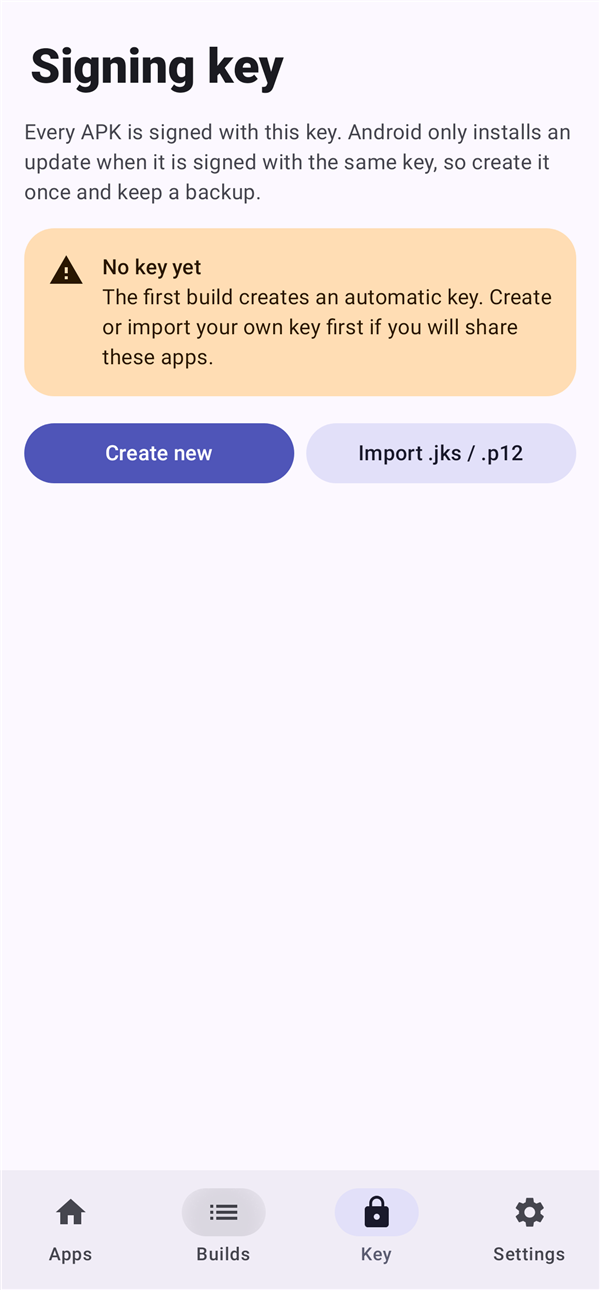 Signing key
Every APK is signed with this key. Android only installs an
update when it is signed with the same key, so create it
once and keep a backup.
No key yet
The first build creates an automatic key. Create
or import your own key first if you will share
these apps.
Create new
Import .jks / .p12
Apps
Builds
Key
Settings